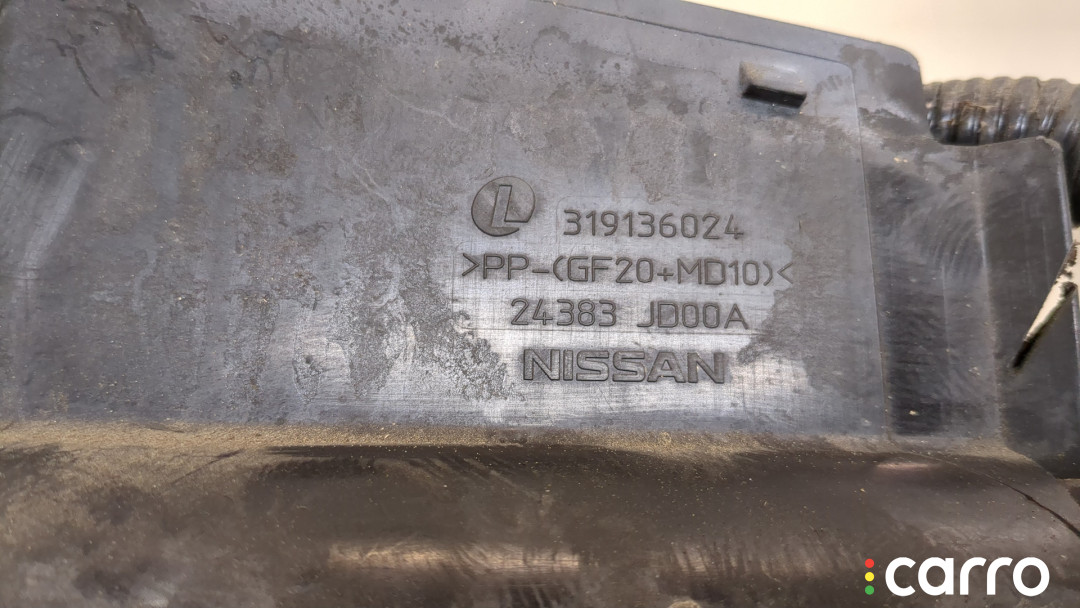 L 319136024
>PP-(GF20+MD10)<
24383 JD00A
NISSAN
carro